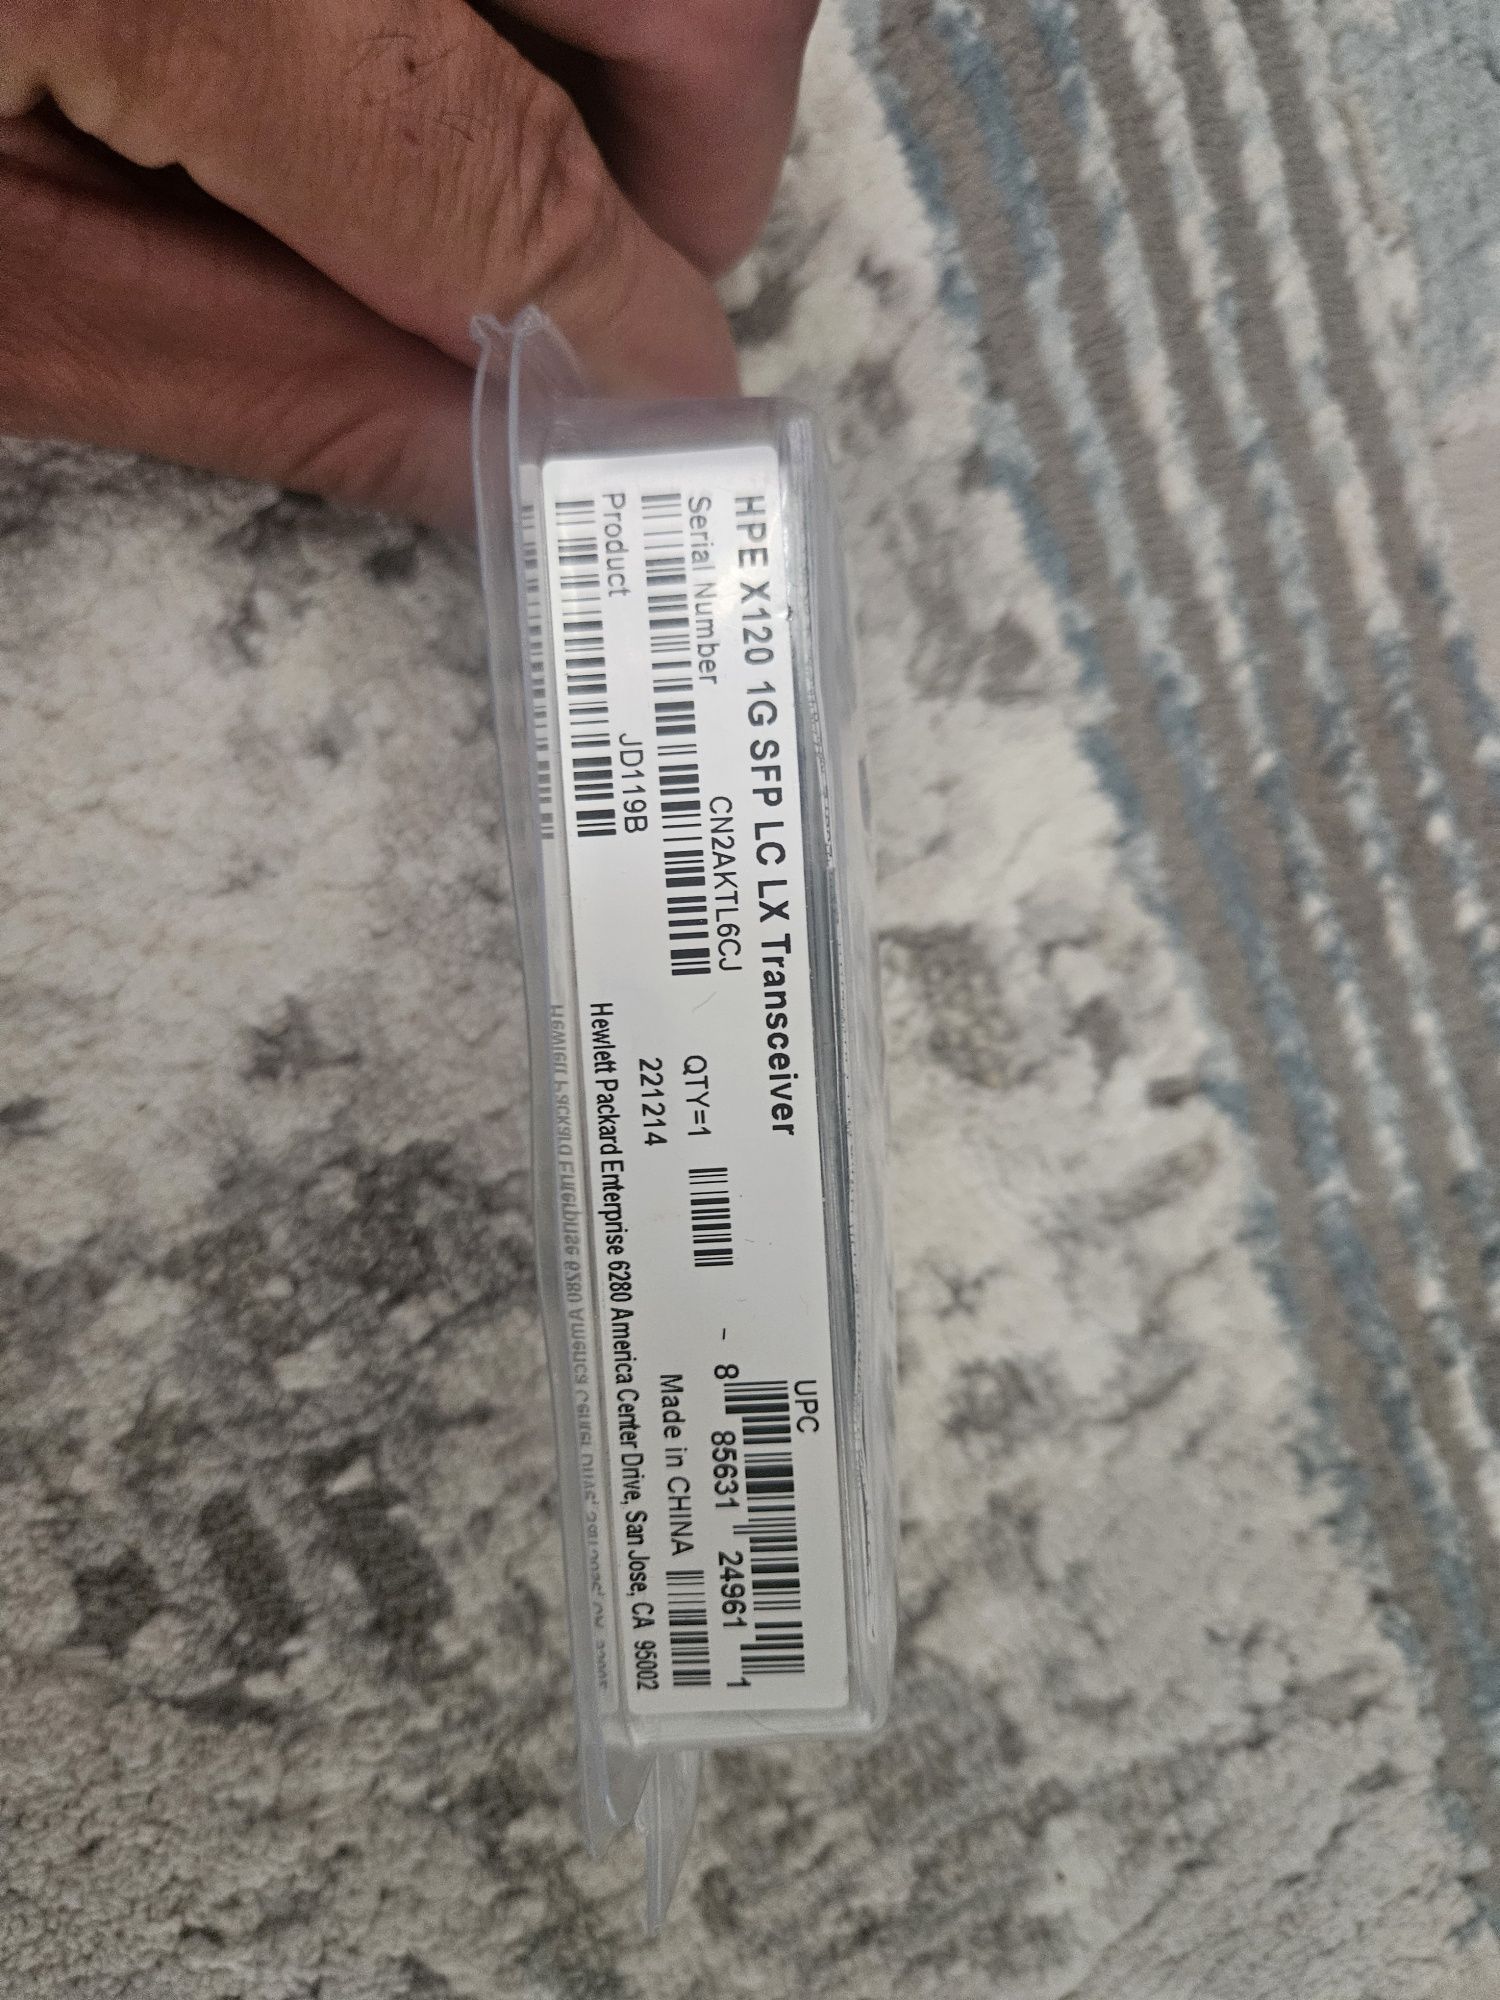 HPE X120 1G SFP LC LX Transceiver
Serial Number
CN2AKTL6CJ
Product
JD119B
QTY=1
221214
UPC
- 8 85631 24961 1
Made in CHINA
Hewlett Packard Enterprise 6280 America Center Drive, San Jose, CA 95002